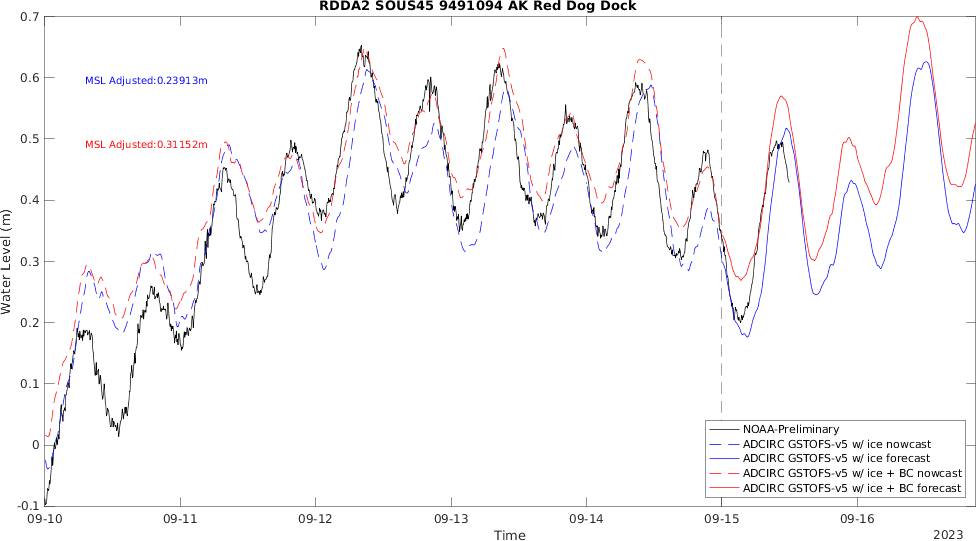 RDDA2 SOUS45 9491094 AK Red Dog Dock
0.7
0.6
0.5
0.4
0.3
0.2
0.1
0
-0.1
Water Level (m)
MSL Adjusted:0.23913m
MSL Adjusted:0.31152m
NOAA-Preliminary
ADCIRC GSTOFS-v5 w/ ice nowcast
ADCIRC GSTOFS-v5 w/ ice forecast
ADCIRC GSTOFS-v5 w/ ice + BC nowcast
ADCIRC GSTOFS-v5 w/ ice + BC forecast
09-10 09-11 09-12 09-13 09-14 09-15 09-16
Time
2023